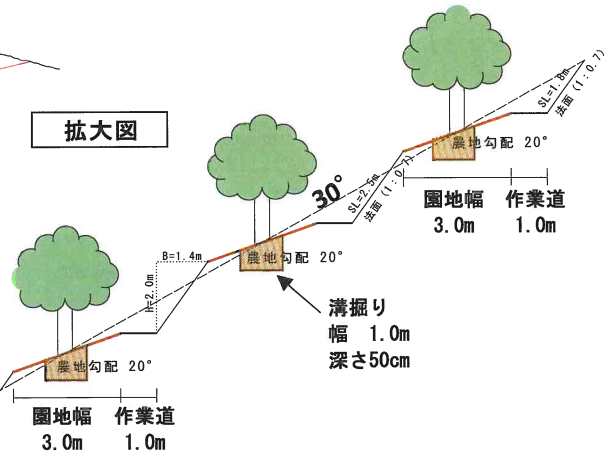 拡大図
SL=1.8m
法面 (1:0.7)
農地勾配 20°
園地幅 作業道
3.0m 1.0m
30°
SL=2.5m
法面 (1:0.7)
B=1.4m
H=2.0m
農地勾配 20°
溝掘り
幅 1.0m
深さ50cm
農地勾配 20°
園地幅 作業道
3.0m 1.0m